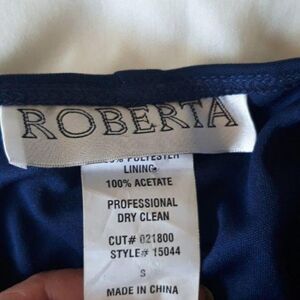 ROBERTA
% POLYESTER
LINING
100% ACETATE
PROFESSIONAL
DRY CLEAN
CUT# 021800
STYLE# 15044
S
MADE IN CHINA